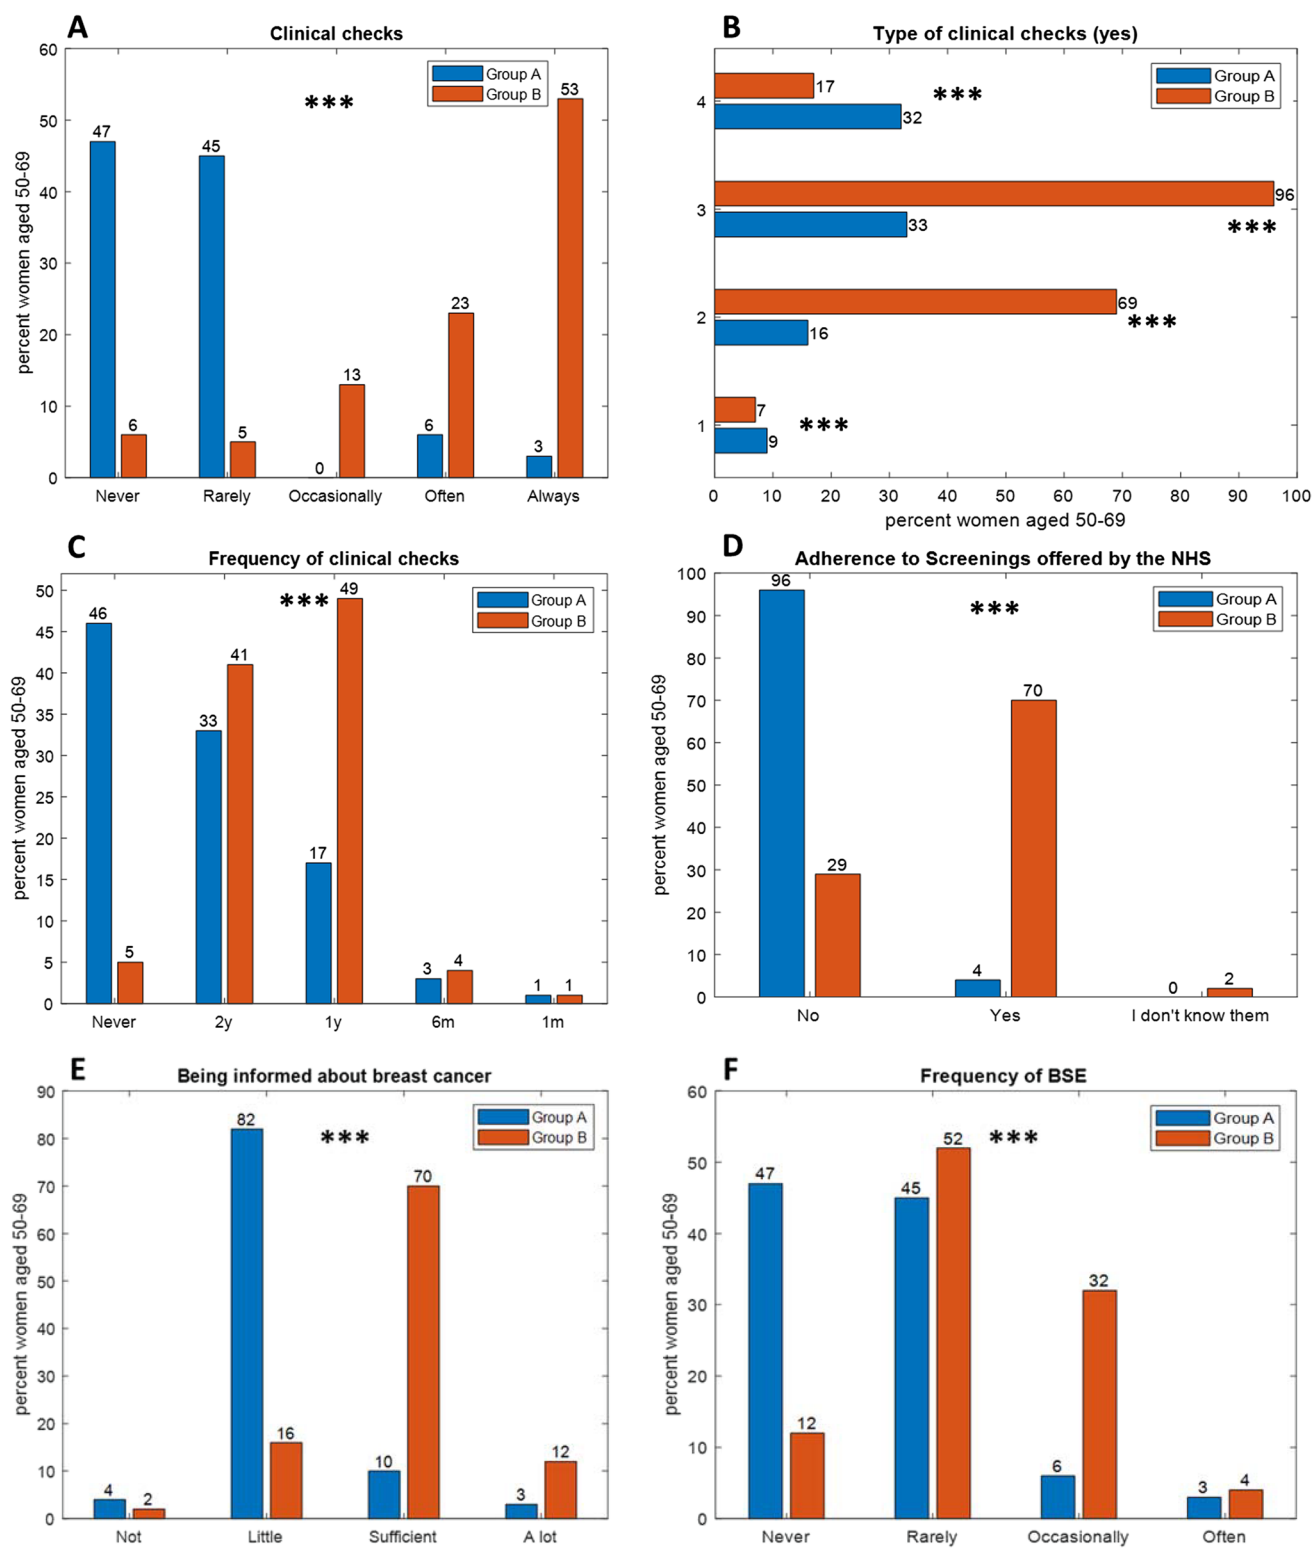 A
Clinical checks
60
50
40
30
20
10
0
percent women aged 50-69
Group A
Group B
***
47
6
45
5
0
13
6
23
3
53
Never
Rarely
Occasionally
Often
Always
B
Type of clinical checks (yes)
Group A
Group B
4
3
2
1
17
***
32
96
33
***
69
16
***
7
***
9
0
10
20
30
40
50
60
70
80
90
100
percent women aged 50-69
C
Frequency of clinical checks
50
45
40
35
30
25
20
15
10
5
0
percent women aged 50-69
Group A
Group B
***
46
5
33
41
17
49
3
4
1
1
Never
2y
1y
6m
1m
D
Adherence to Screenings offered by the NHS
100
90
80
70
60
50
40
30
20
10
0
percent women aged 50-69
Group A
Group B
***
96
29
4
70
0
2
No
Yes
I don't know them
E
Being informed about breast cancer
90
80
70
60
50
40
30
20
10
0
percent women aged 50-69
Group A
Group B
***
4
2
82
16
10
70
3
12
Not
Little
Sufficient
A lot
F
Frequency of BSE
60
50
40
30
20
10
0
percent women aged 50-69
Group A
Group B
***
47
12
45
52
6
32
3
4
Never
Rarely
Occasionally
Often